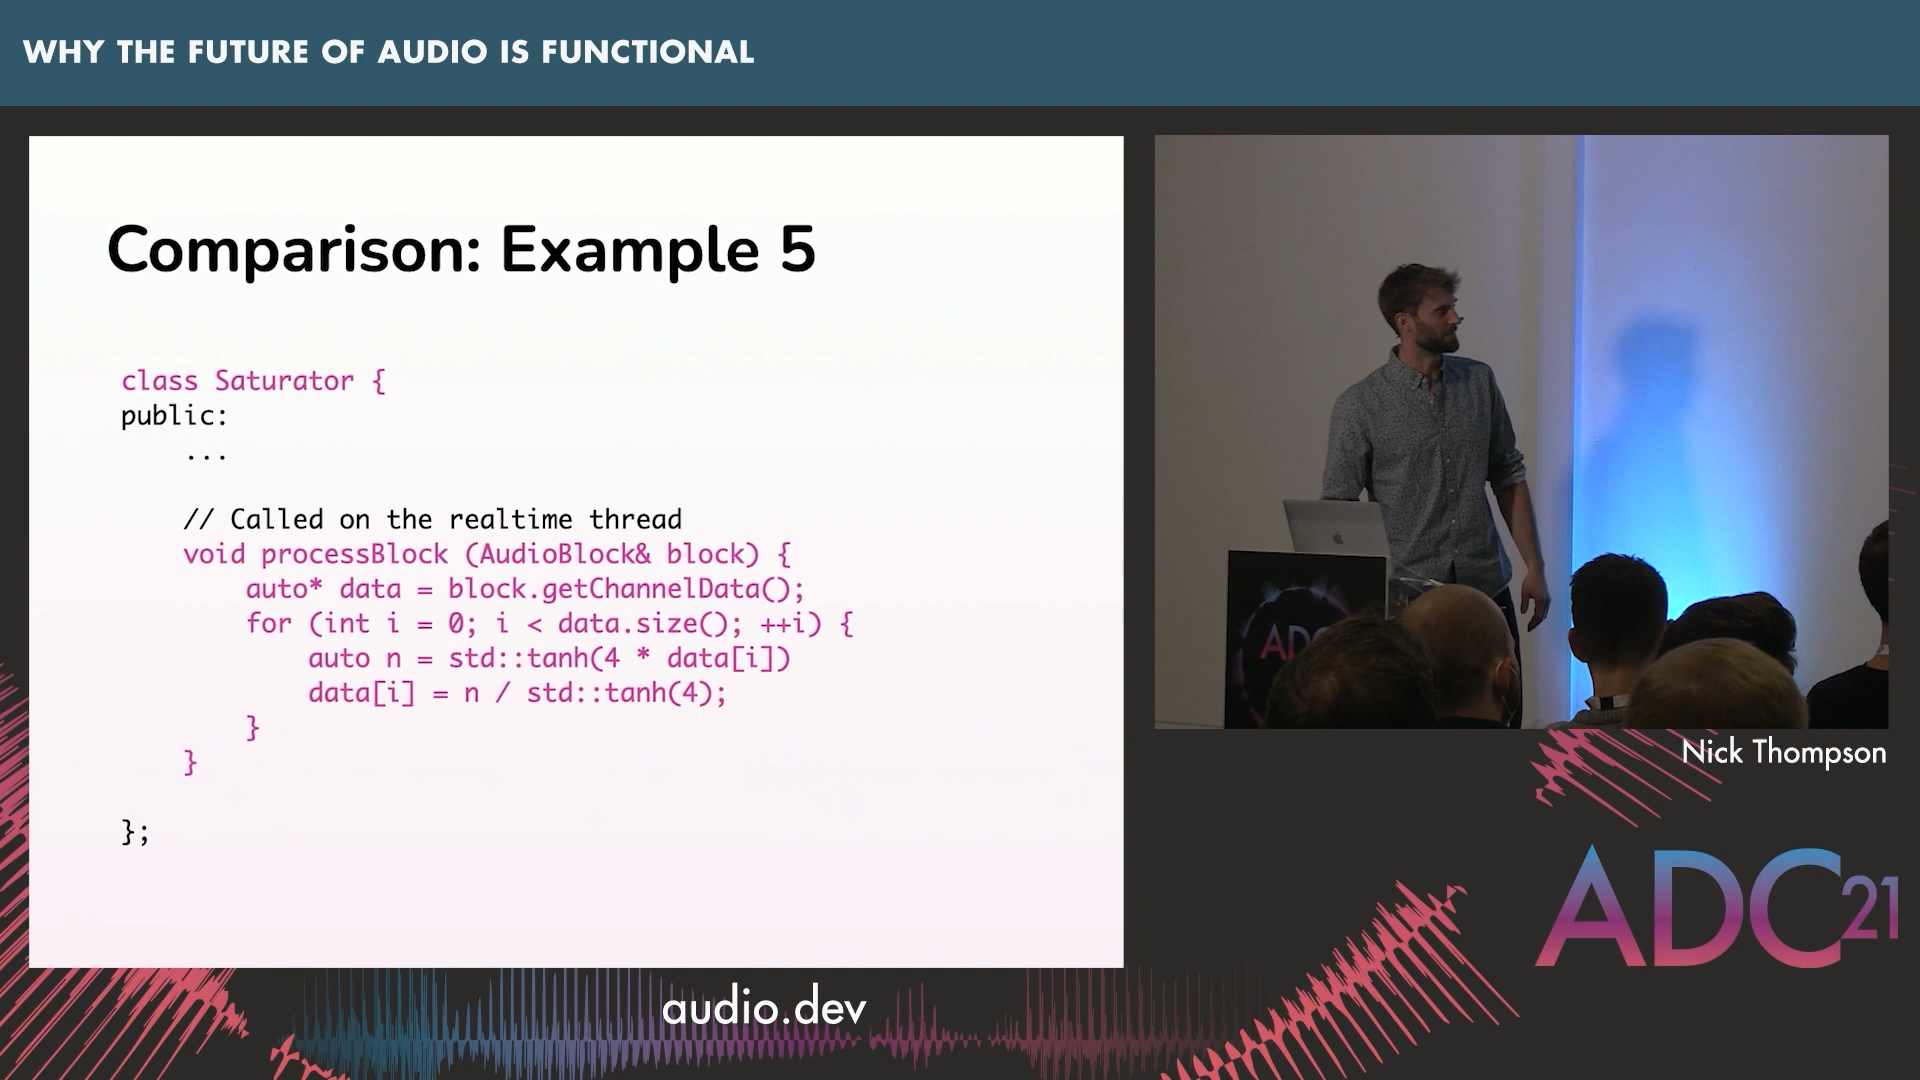 WHY THE FUTURE OF AUDIO IS FUNCTIONAL
Comparison: Example 5
class Saturator {
public:
    ...
    // Called on the realtime thread
    void processBlock (AudioBlock& block) {
        auto* data = block.getChannelData();
        for (int i = 0; i < data.size(); ++i) {
            auto n = std::tanh(4 * data[i])
            data[i] = n / std::tanh(4);
        }
    }
};
ADC
Nick Thompson
ADC21
audio.dev